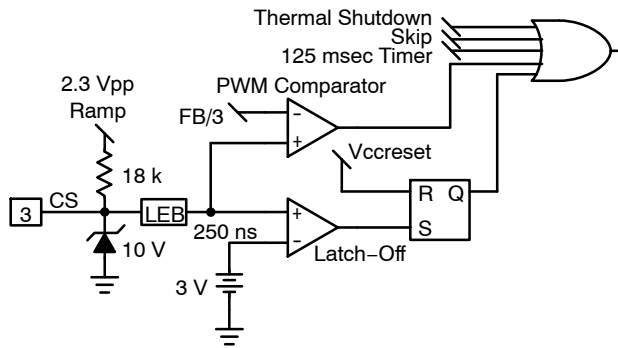 Thermal Shutdown
Skip
125 msec Timer
2.3 Vpp
Ramp
PWM Comparator
FB/3
−
+
18 k
Vccreset
3
CS
LEB
R Q
S
250 ns
+
−
10 V
Latch−Off
3 V